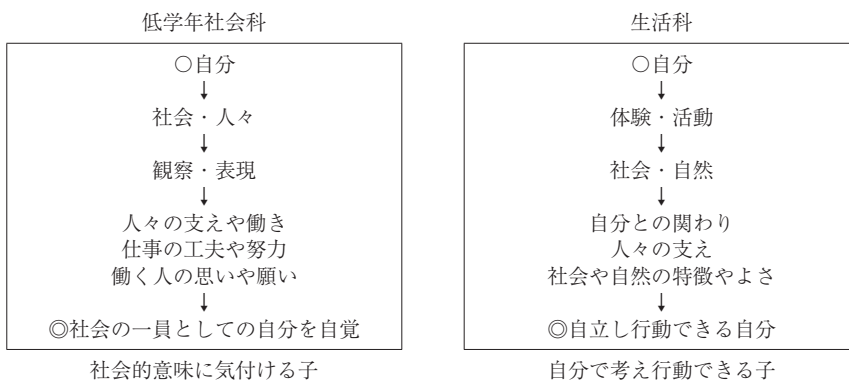 低学年社会科
○自分
↓
社会・人々
↓
観察・表現
↓
人々の支えや働き
仕事の工夫や努力
働く人の思いや願い
↓
◎社会の一員としての自分を自覚
社会的意味に気付ける子
生活科
○自分
↓
体験・活動
↓
社会・自然
↓
自分との関わり
人々の支え
社会や自然の特徴やよさ
↓
◎自立し行動できる自分
自分で考え行動できる子